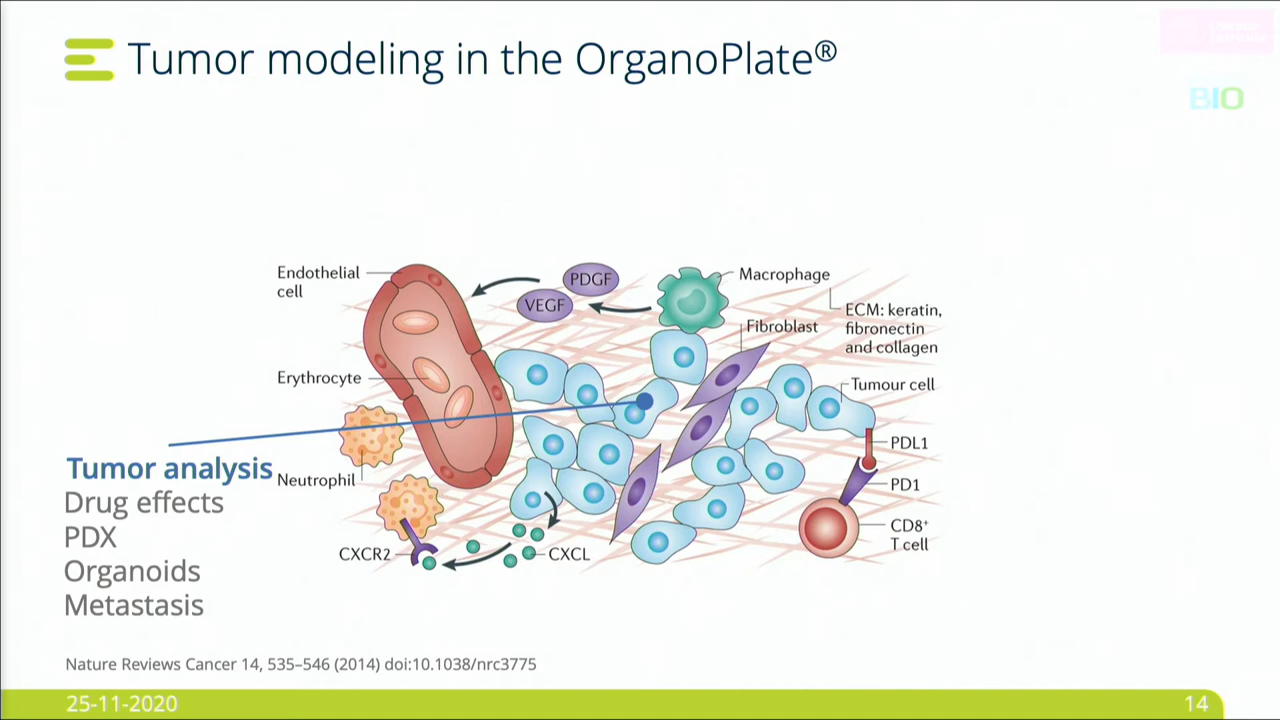 Tumor modeling in the OrganoPlate®
BIO
Endothelial
cell
PDGF
VEGF
Macrophage
ECM: keratin,
fibronectin
and collagen
Fibroblast
Erythrocyte
Tumour cell
PDL1
PD1
Tumor analysis
Drug effects
PDX
Organoids
Metastasis
Neutrophil
CD8⁺
T cell
CXCR2
CXCL
Nature Reviews Cancer 14, 535–546 (2014) doi:10.1038/nrc3775
25-11-2020
14